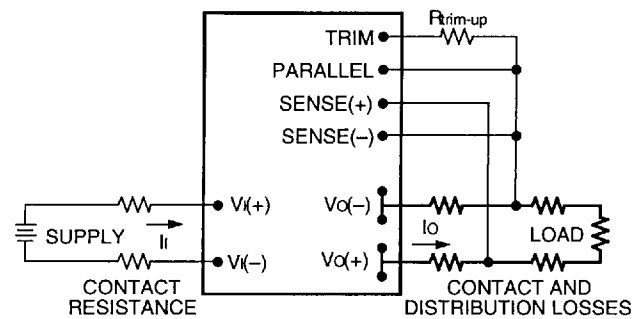 TRIM
Rtrim-up
PARALLEL
SENSE(+)
SENSE(–)
VI(+)
VO(–)
SUPPLY
II
IO
LOAD
VI(–)
VO(+)
CONTACT
RESISTANCE
CONTACT AND
DISTRIBUTION LOSSES